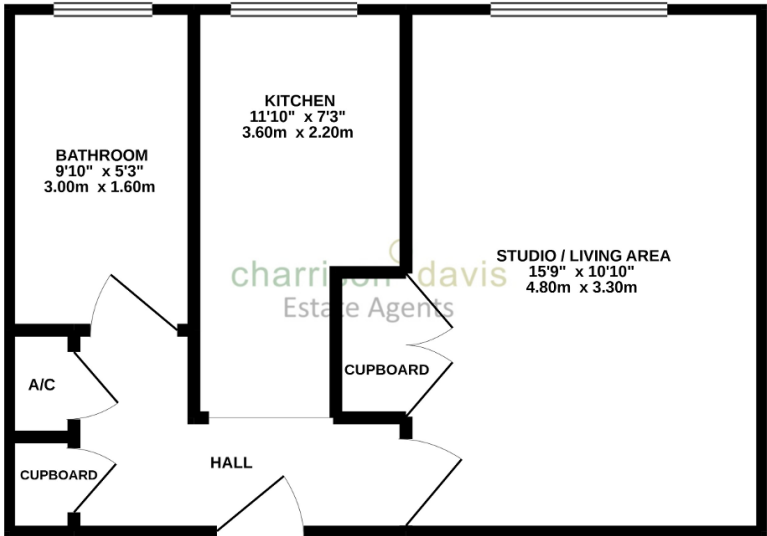 KITCHEN
11'10" x 7'3"
3.60m x 2.20m
BATHROOM
9'10" x 5'3"
3.00m x 1.60m
STUDIO / LIVING AREA
15'9" x 10'10"
4.80m x 3.30m
charrison davis
Estate Agents
CUPBOARD
A/C
CUPBOARD
HALL